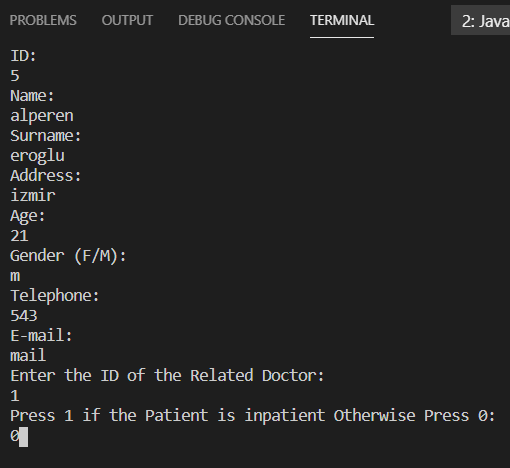 PROBLEMS OUTPUT DEBUG CONSOLE TERMINAL 2: Java
ID:
5
Name:
alperen
Surname:
eroglu
Address:
izmir
Age:
21
Gender (F/M):
m
Telephone:
543
E-mail:
mail
Enter the ID of the Related Doctor:
1
Press 1 if the Patient is inpatient Otherwise Press 0:
0